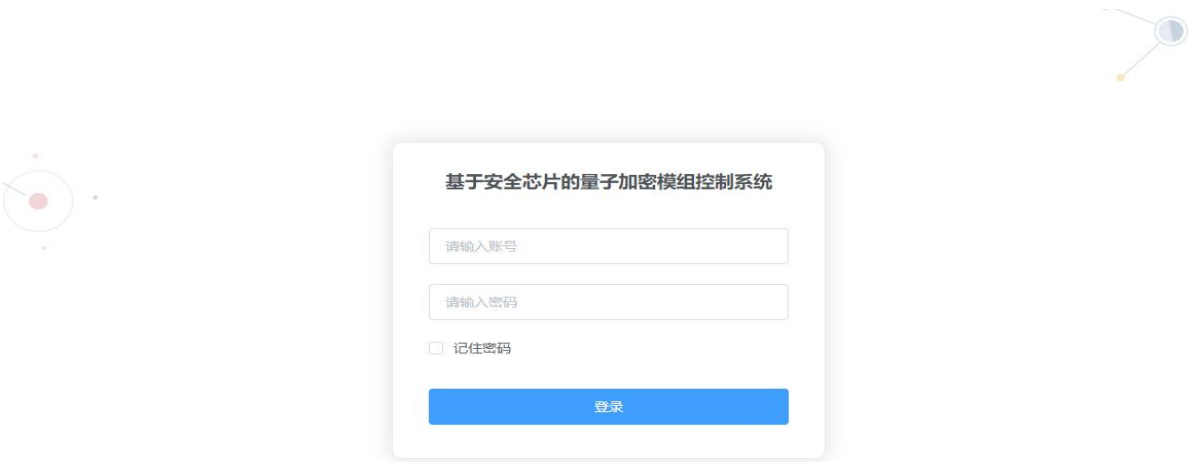 基于安全芯片的量子加密模组控制系统
请输入账号
请输入密码
记住密码
登录